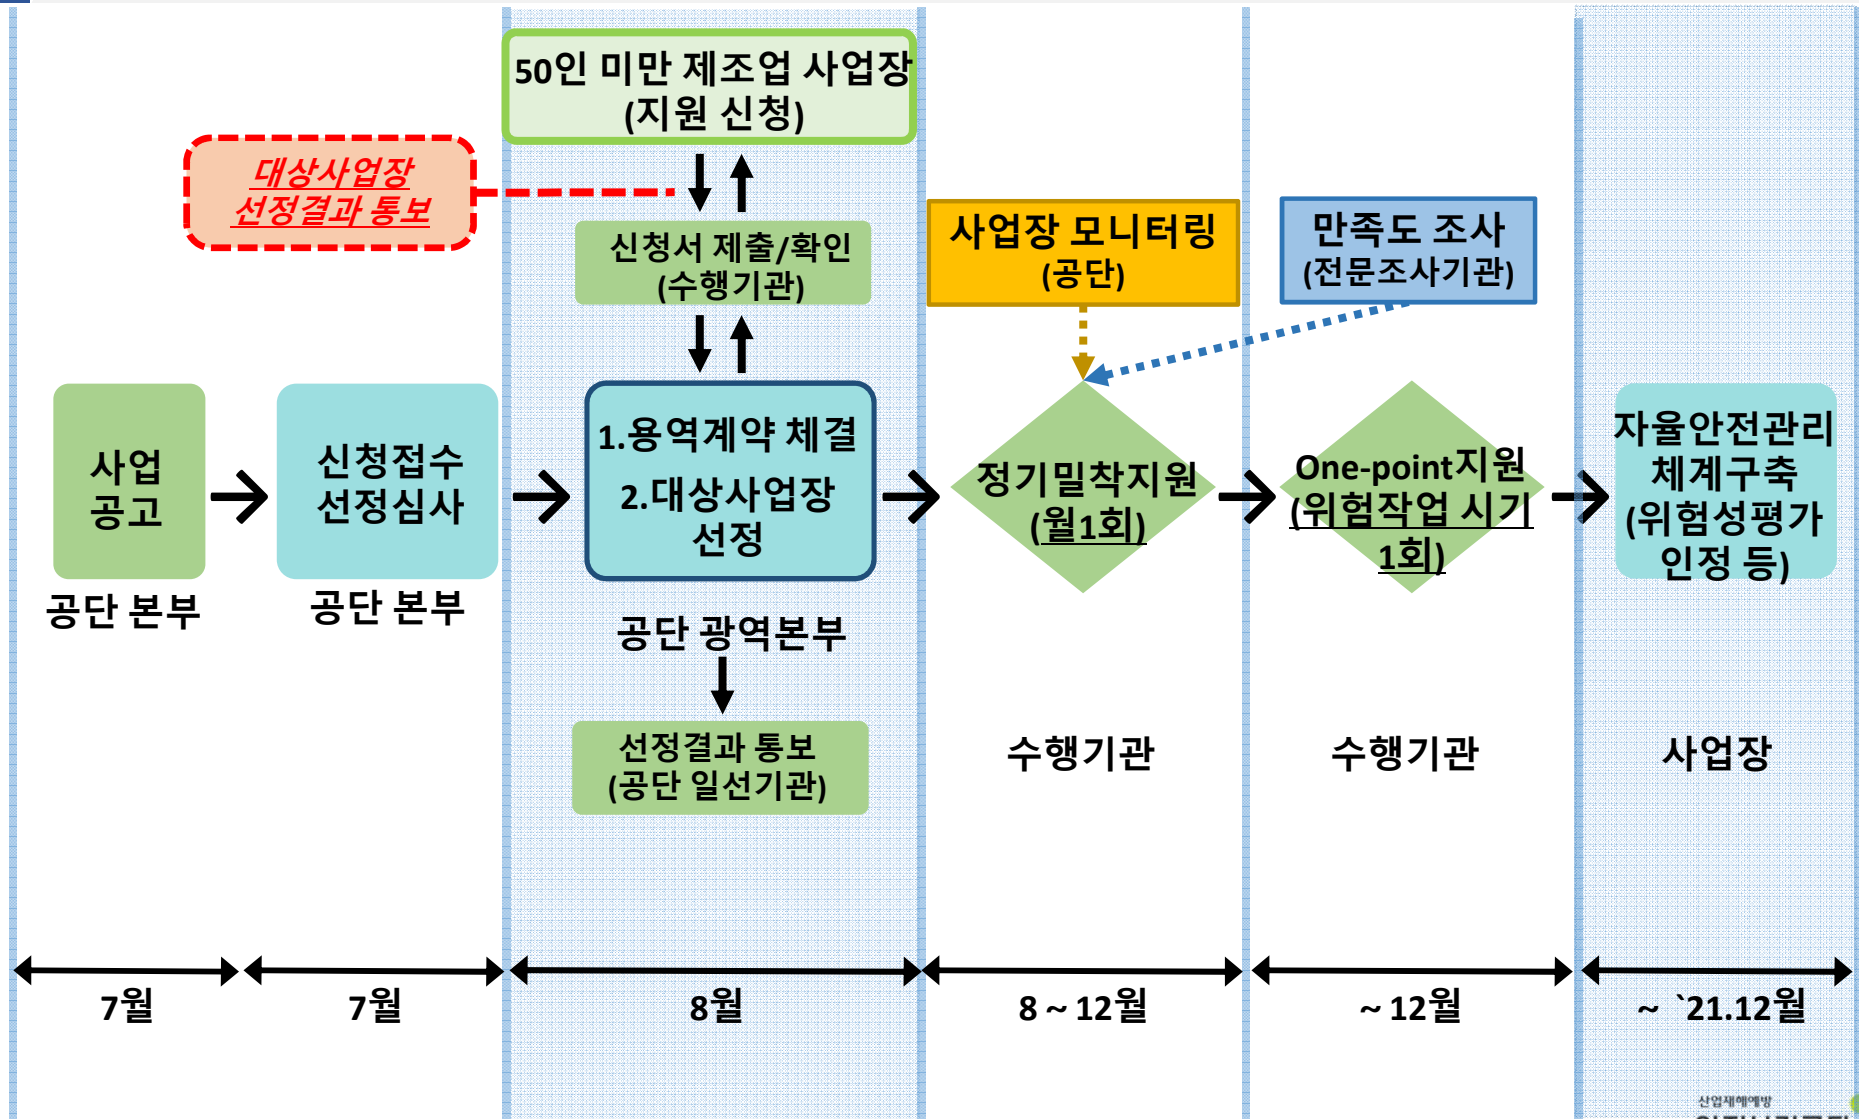 50인 미만 제조업 사업장
(지원 신청)
대상사업장
선정결과 통보
신청서 제출/확인
(수행기관)
사업장 모니터링
(공단)
만족도 조사
(전문조사기관)
사업
공고
신청접수
선정심사
1.용역계약 체결
2.대상사업장
선정
정기밀착지원
(월1회)
One-point지원
(위험작업 시기
1회)
자율안전관리
체계구축
(위험성평가
인정 등)
공단 본부
공단 본부
공단 광역본부
선정결과 통보
(공단 일선기관)
수행기관
수행기관
사업장
7월
7월
8월
8 ~ 12월
~ 12월
~ `21.12월
산업재해예방